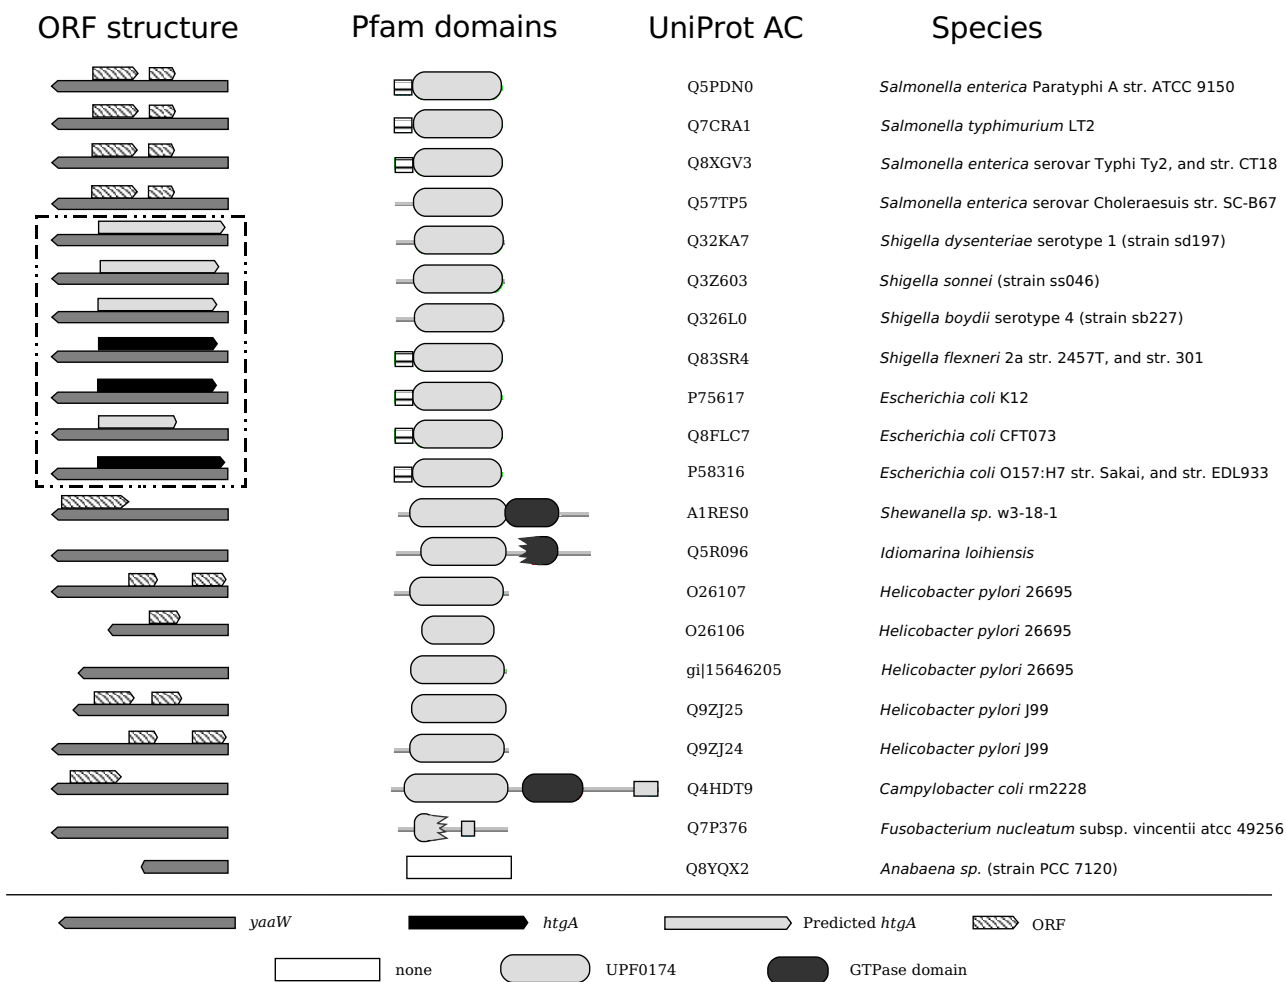 ORF structure Pfam domains UniProt AC Species
Q5PDN0 Salmonella enterica Paratyphi A str. ATCC 9150
Q7CRA1 Salmonella typhimurium LT2
Q8XGV3 Salmonella enterica serovar Typhi Ty2, and str. CT18
Q57TP5 Salmonella enterica serovar Choleraesuis str. SC-B67
Q32KA7 Shigella dysenteriae serotype 1 (strain sd197)
Q3Z603 Shigella sonnei (strain ss046)
Q326L0 Shigella boydii serotype 4 (strain sb227)
Q83SR4 Shigella flexneri 2a str. 2457T, and str. 301
P75617 Escherichia coli K12
Q8FLC7 Escherichia coli CFT073
P58316 Escherichia coli O157:H7 str. Sakai, and str. EDL933
A1RES0 Shewanella sp. w3-18-1
Q5R096 Idiomarina loihiensis
O26107 Helicobacter pylori 26695
O26106 Helicobacter pylori 26695
gi|15646205 Helicobacter pylori 26695
Q9ZJ25 Helicobacter pylori J99
Q9ZJ24 Helicobacter pylori J99
Q4HDT9 Campylobacter coli rm2228
Q7P376 Fusobacterium nucleatum subsp. vincentii atcc 49256
Q8YQX2 Anabaena sp. (strain PCC 7120)
yaaW htgA Predicted htgA ORF
none UPF0174 GTPase domain